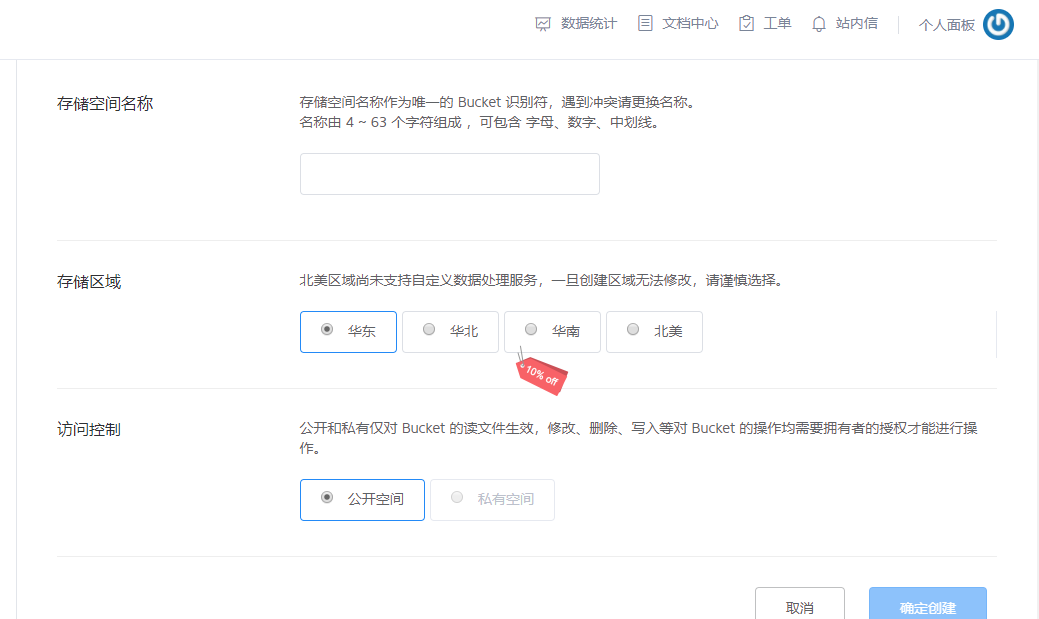 数据统计 文档中心 工单 站内信 个人面板
存储空间名称
存储空间名称作为唯一的 Bucket 识别符，遇到冲突请更换名称。
名称由 4 ~ 63 个字符组成 ，可包含 字母、数字、中划线。
存储区域
北美区域尚未支持自定义数据处理服务，一旦创建区域无法修改，请谨慎选择。
华东 华北 华南 北美
10% off
访问控制
公开和私有仅对 Bucket 的读文件生效，修改、删除、写入等对 Bucket 的操作均需要拥有者的授权才能进行操
作。
公开空间 私有空间
取消 确定创建